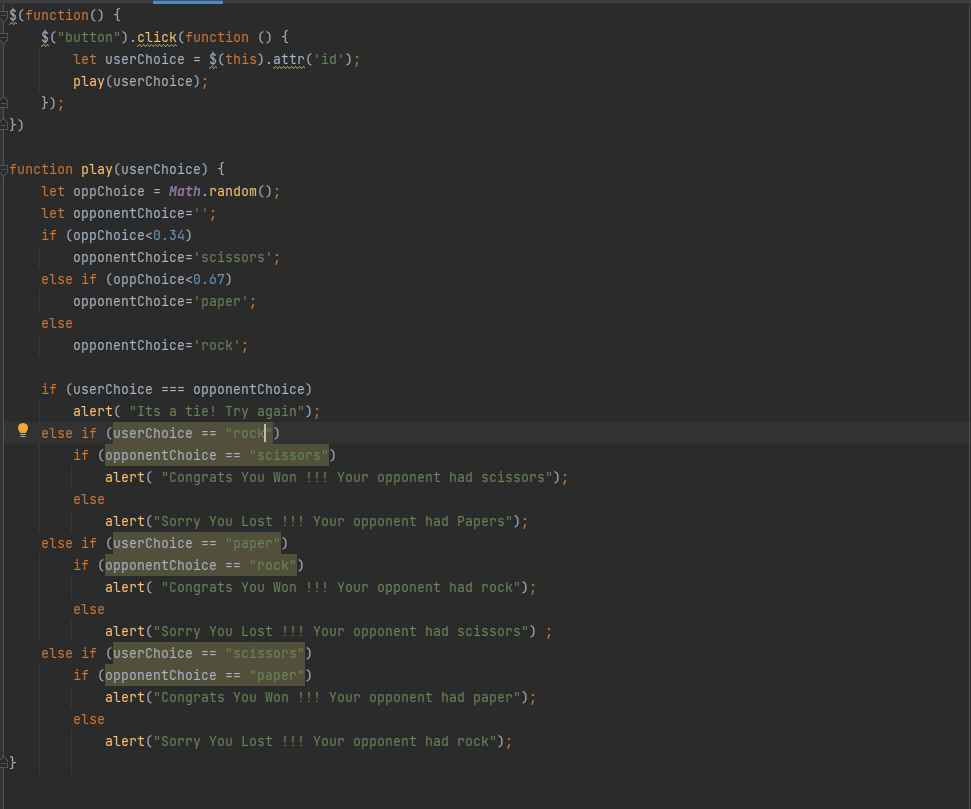 $(function() {
    $("button").click(function () {
        let userChoice = $(this).attr('id');
        play(userChoice);
    });
})

function play(userChoice) {
    let oppChoice = Math.random();
    let opponentChoice='';
    if (oppChoice<0.34)
        opponentChoice='scissors';
    else if (oppChoice<0.67)
        opponentChoice='paper';
    else
        opponentChoice='rock';

    if (userChoice === opponentChoice)
        alert( "Its a tie! Try again");
    else if (userChoice == "rock")
        if (opponentChoice == "scissors")
            alert( "Congrats You Won !!! Your opponent had scissors");
        else
            alert("Sorry You Lost !!! Your opponent had Papers");
    else if (userChoice == "paper")
        if (opponentChoice == "rock")
            alert( "Congrats You Won !!! Your opponent had rock");
        else
            alert("Sorry You Lost !!! Your opponent had scissors") ;
    else if (userChoice == "scissors")
        if (opponentChoice == "paper")
            alert("Congrats You Won !!! Your opponent had paper");
        else
            alert("Sorry You Lost !!! Your opponent had rock");
}